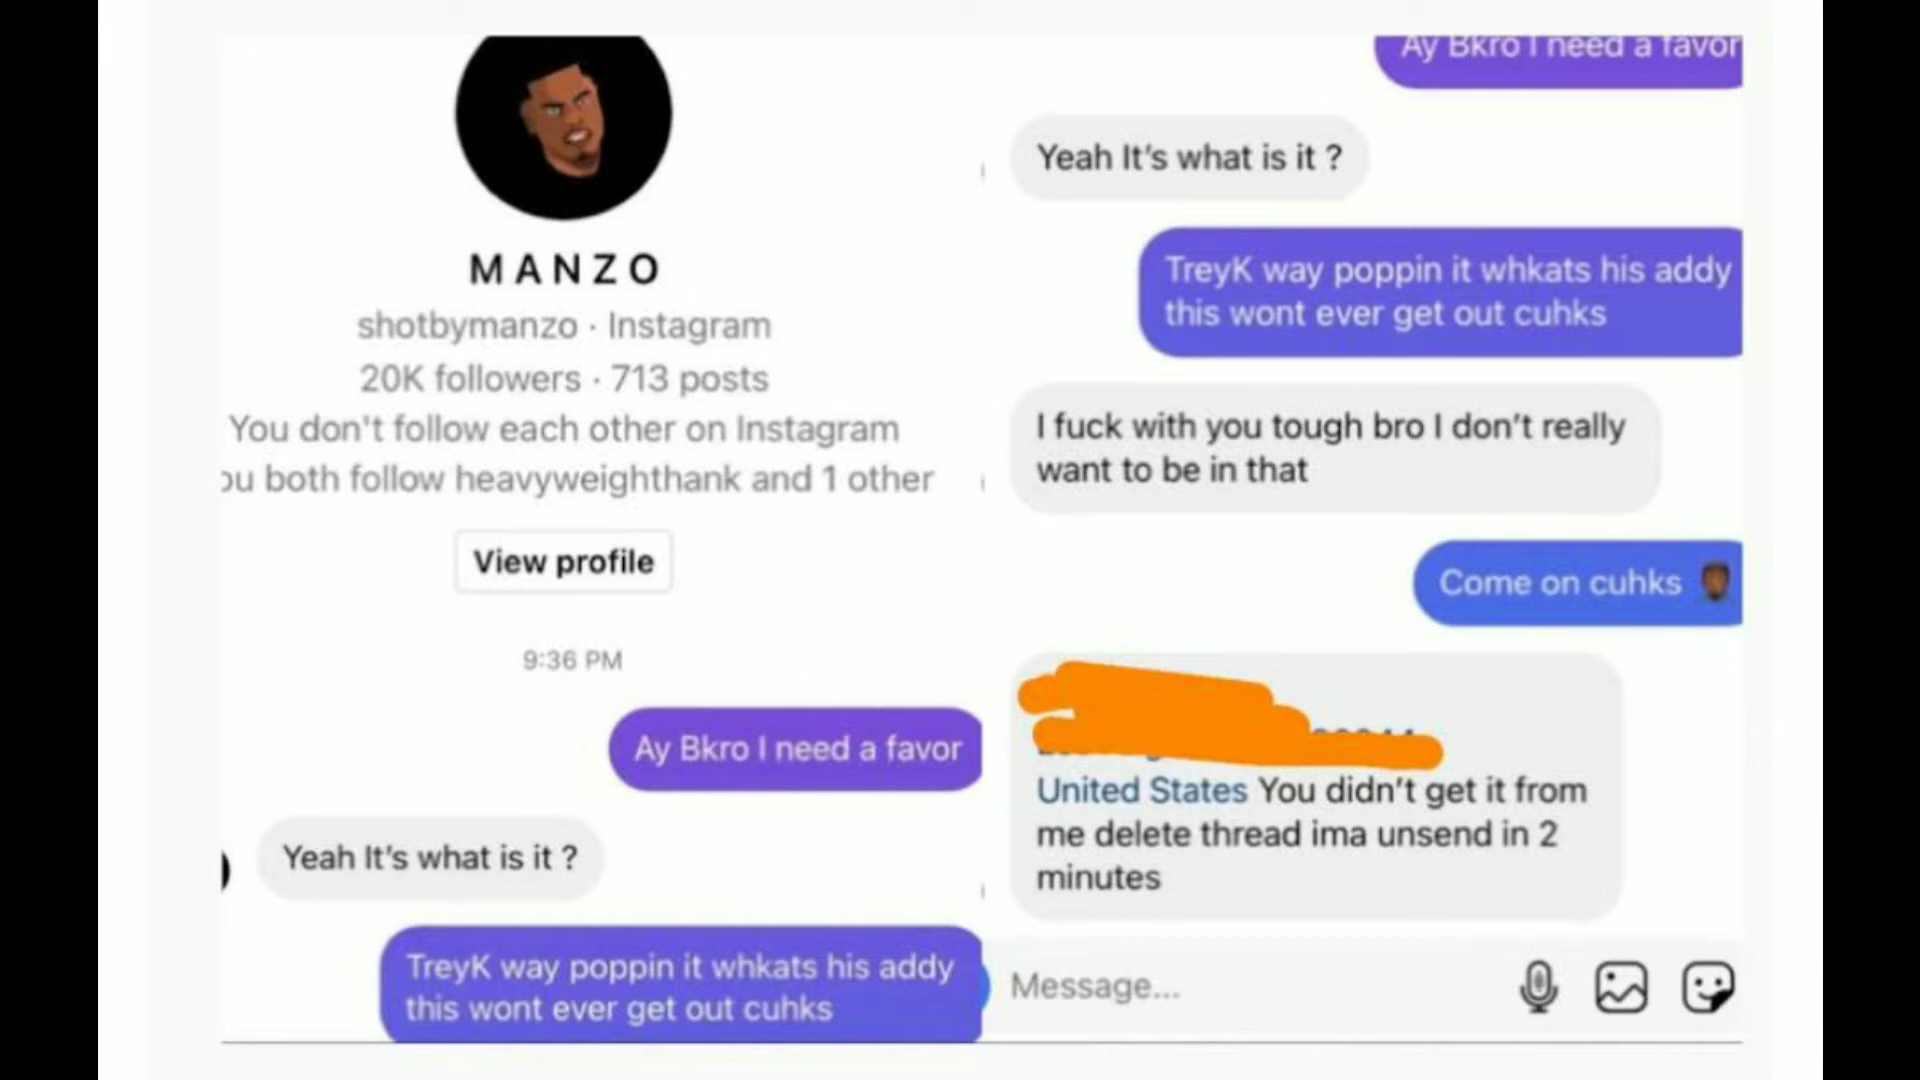 MANZO
shotbymanzo · Instagram
20K followers · 713 posts
You don't follow each other on Instagram
ou both follow heavyweighthank and 1 other
View profile
9:36 PM
Ay Bkro I need a favor
Yeah It's what is it ?
TreyK way poppin it whkats his addy
this wont ever get out cuhks
Ay Bkro I need a favor
Yeah It's what is it ?
TreyK way poppin it whkats his addy
this wont ever get out cuhks
I fuck with you tough bro I don't really
want to be in that
Come on cuhks
United States You didn't get it from
me delete thread ima unsend in 2
minutes
Message...